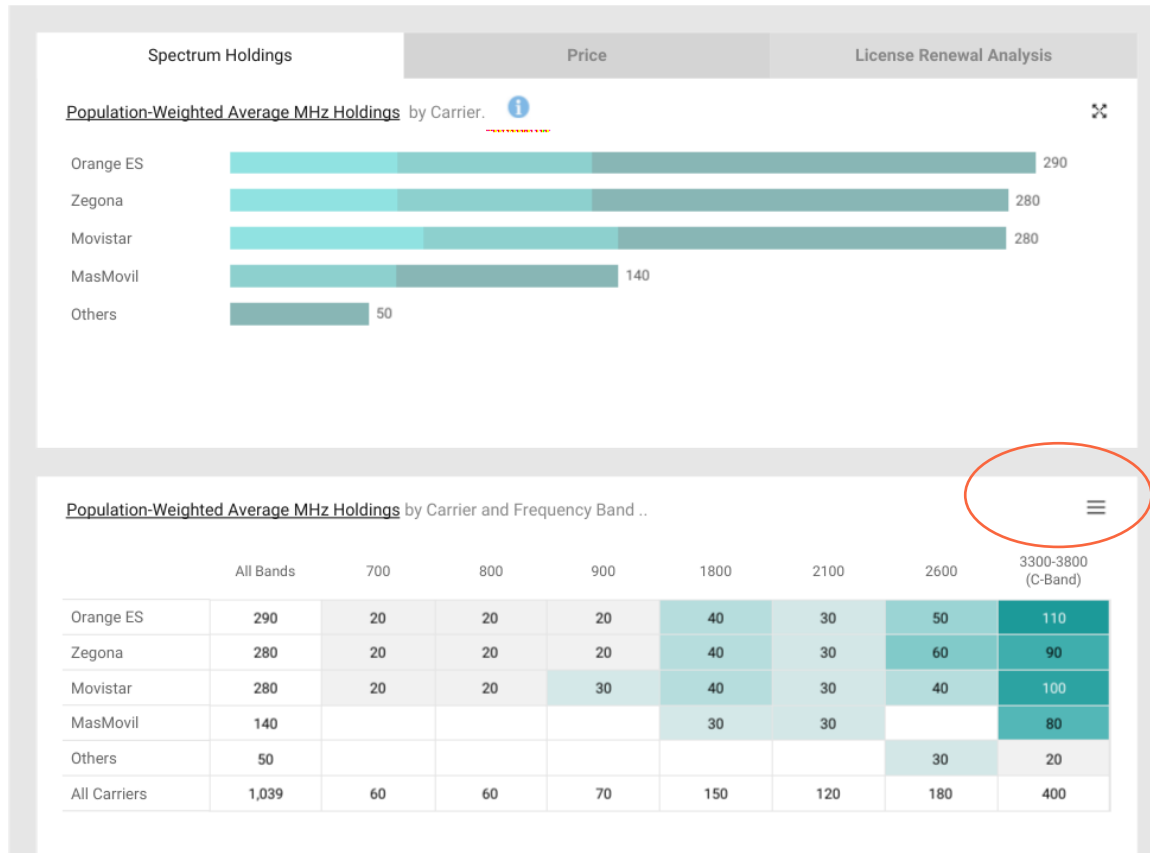 Spectrum Holdings Price License Renewal Analysis
Population-Weighted Average MHz Holdings by Carrier. i
Orange ES 290
Zegona 280
Movistar 280
MasMovil 140
Others 50
Population-Weighted Average MHz Holdings by Carrier and Frequency Band ..
All Bands 700 800 900 1800 2100 2600 3300-3800
(C-Band)
Orange ES 290 20 20 20 40 30 50 110
Zegona 280 20 20 20 40 30 60 90
Movistar 280 20 20 30 40 30 40 100
MasMovil 140 30 30 80
Others 50 30 20
All Carriers 1,039 60 60 70 150 120 180 400